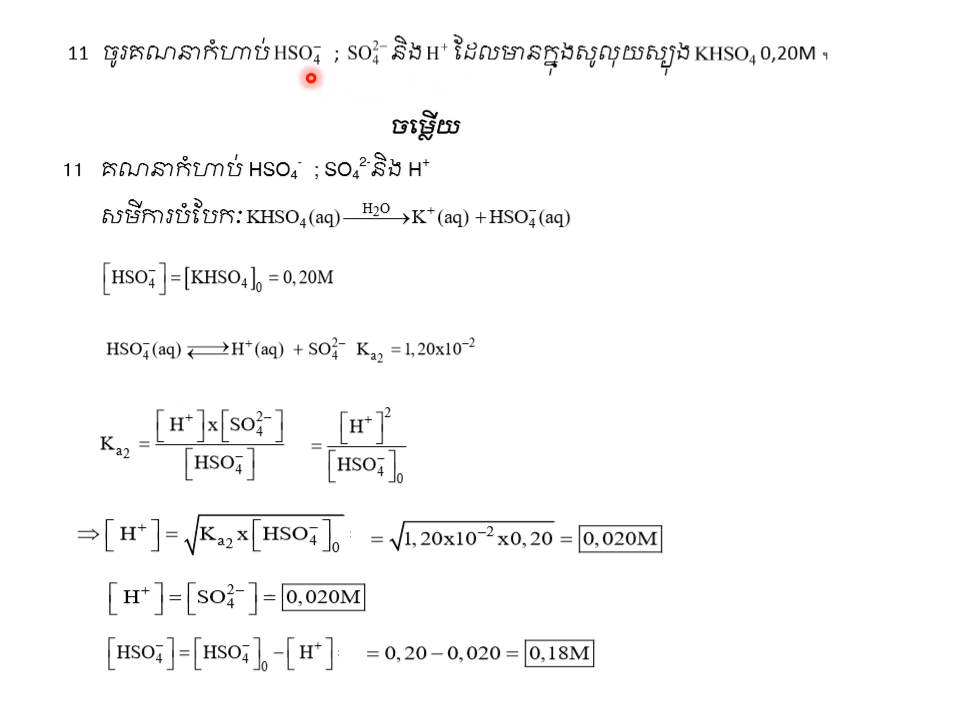 11 ចូរគណនាកំហាប់ HSO₄⁻ ; SO₄²⁻ និង H⁺ ដែលមានក្នុងសូលុយស្យុង KHSO₄ 0,20M ។
ចម្លើយ
11 គណនាកំហាប់ HSO₄⁻ ; SO₄²⁻ និង H⁺
សមីការបំបែក: KHSO₄(aq) —H₂O→ K⁺(aq) + HSO₄⁻(aq)
[HSO₄⁻] = [KHSO₄]₀ = 0,20M
HSO₄⁻(aq) ⇌ H⁺(aq) + SO₄²⁻ Kₐ₂ = 1,20x10⁻²
Kₐ₂ = [H⁺]x[SO₄²⁻] / [HSO₄⁻] = [H⁺]² / [HSO₄⁻]₀
⇒ [H⁺] = √(Kₐ₂x[HSO₄⁻]₀) = √(1,20x10⁻²x0,20) = 0,020M
[H⁺] = [SO₄²⁻] = 0,020M
[HSO₄⁻] = [HSO₄⁻]₀ − [H⁺] = 0,20 − 0,020 = 0,18M